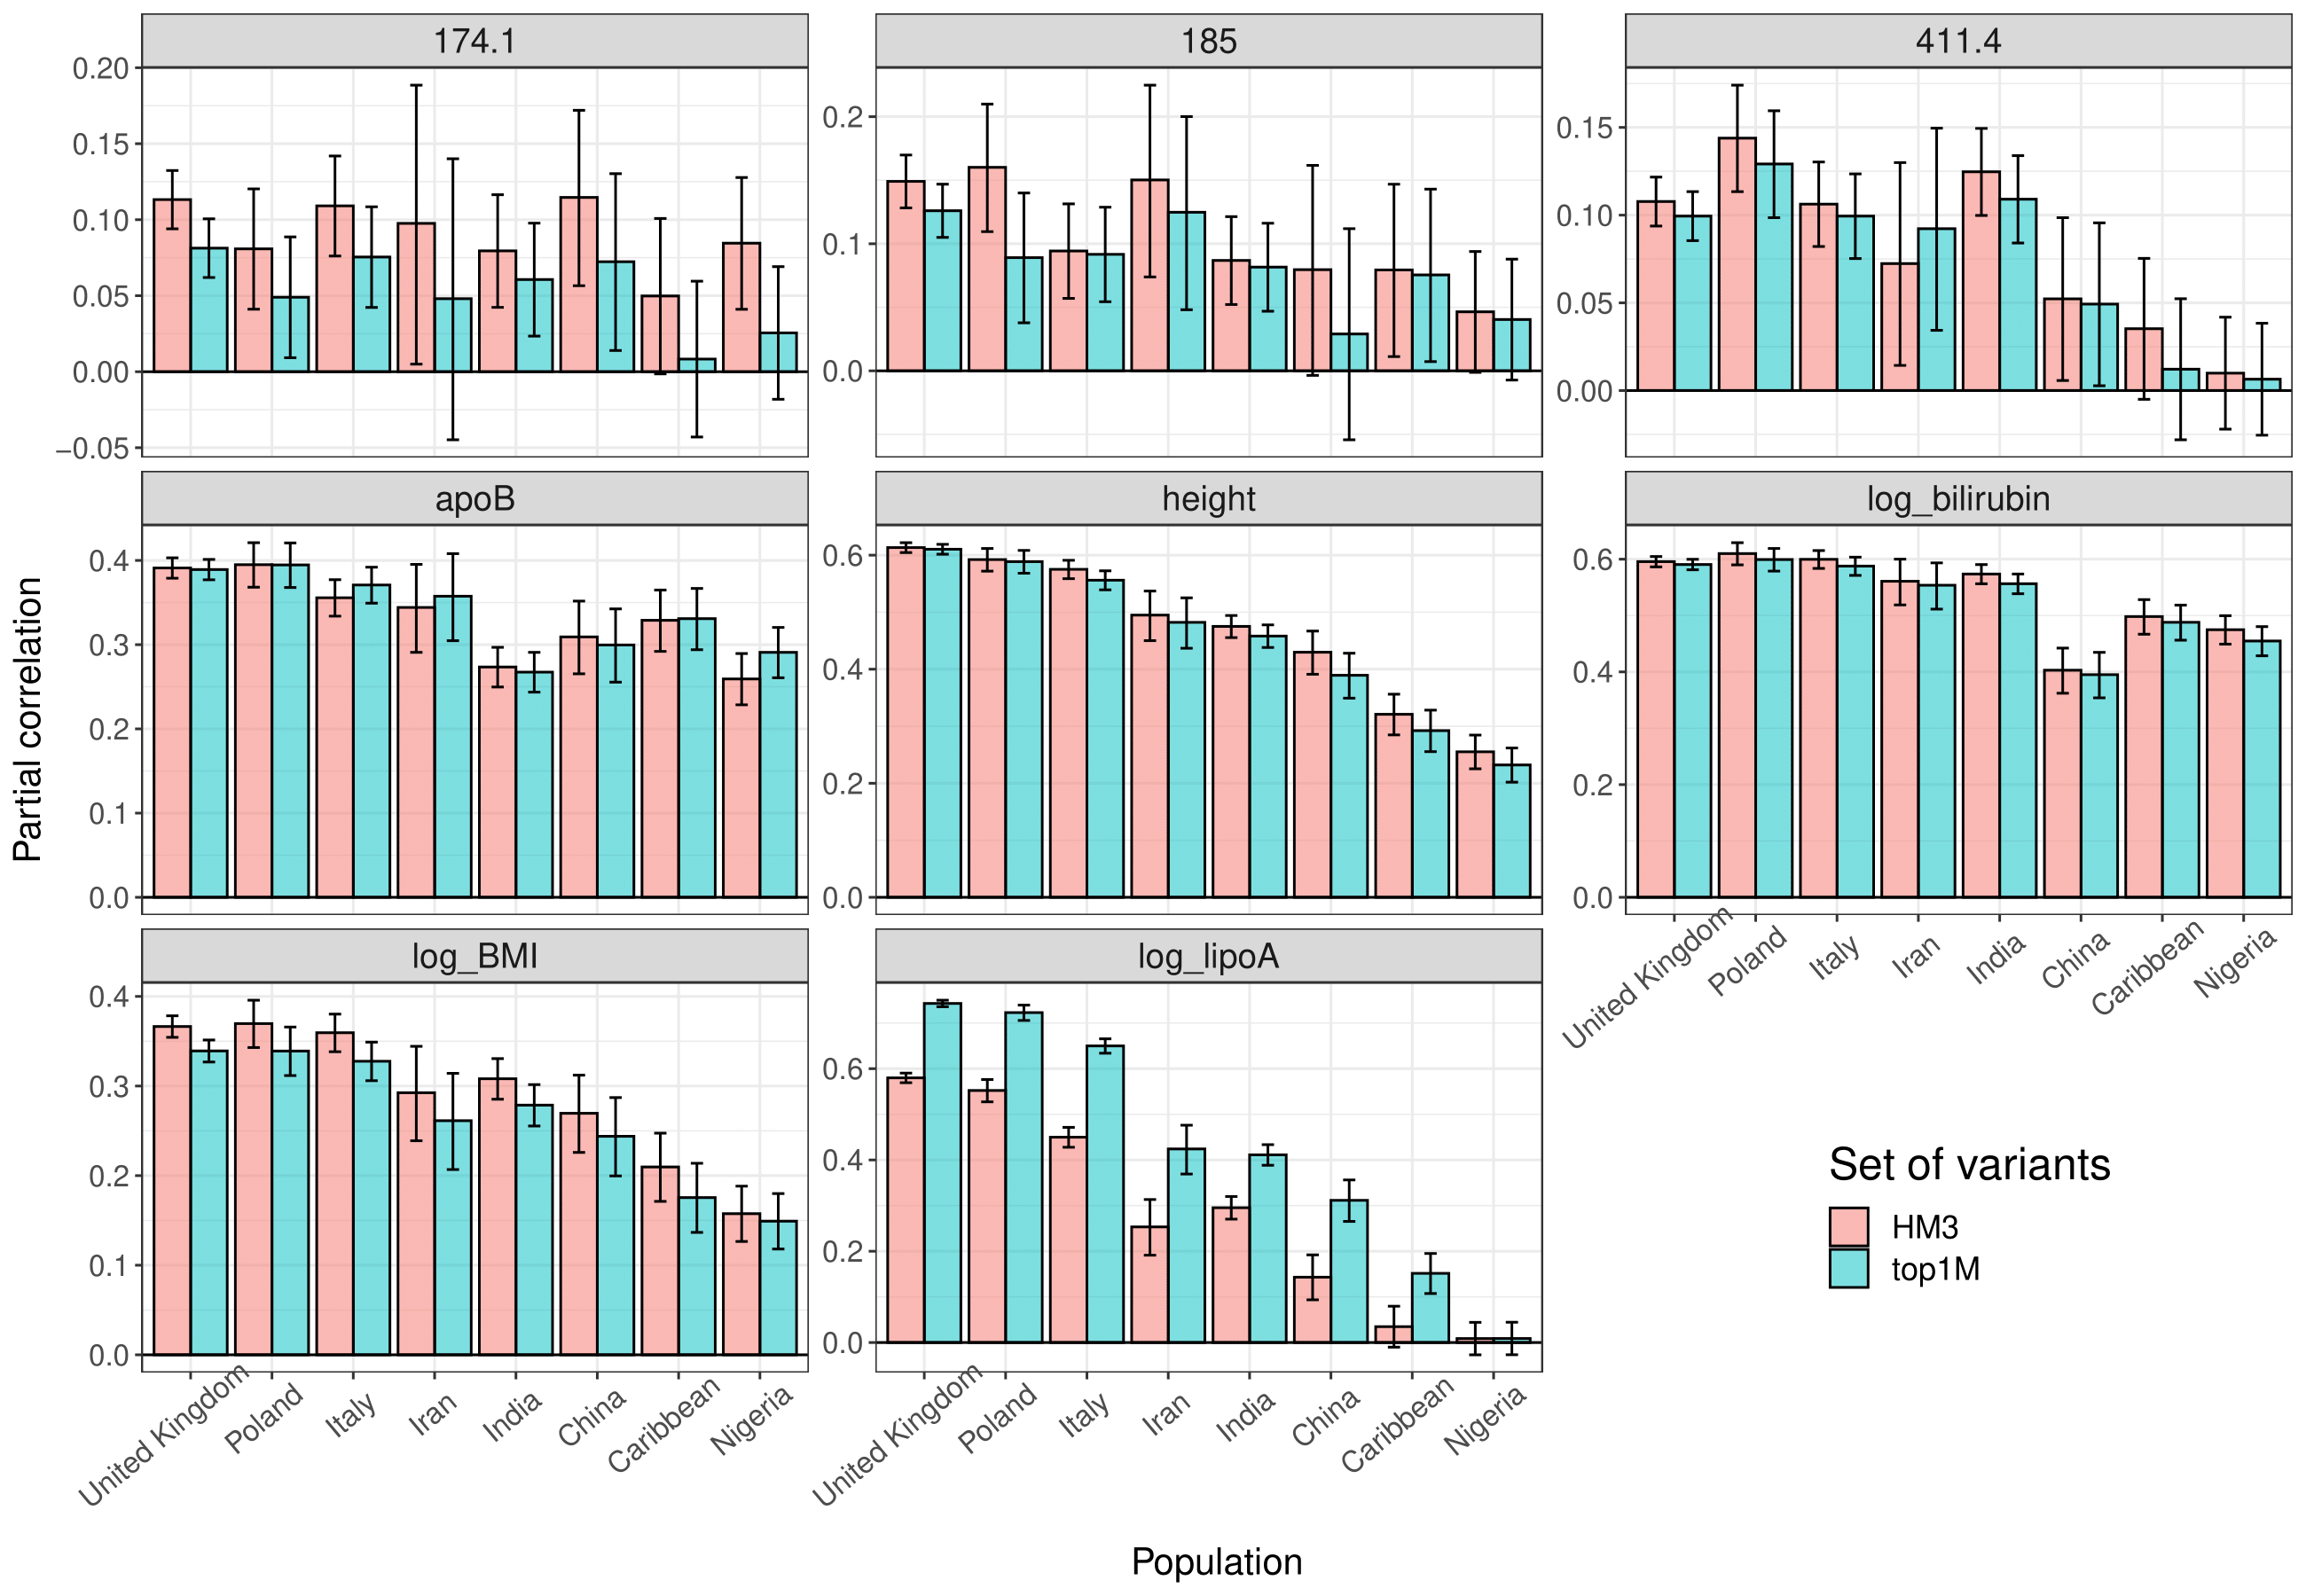 174.1
185
411.4
0.20
0.15
0.10
0.05
0.00
−0.05
0.2
0.1
0.0
0.15
0.10
0.05
0.00
apoB
height
log_bilirubin
0.4
0.3
0.2
0.1
0.0
0.6
0.4
0.2
0.0
0.6
0.4
0.2
0.0
United Kingdom
Poland
Italy
Iran
India
China
Caribbean
Nigeria
log_BMI
log_lipoA
0.4
0.3
0.2
0.1
0.0
0.6
0.4
0.2
0.0
United Kingdom
Poland
Italy
Iran
India
China
Caribbean
Nigeria
United Kingdom
Poland
Italy
Iran
India
China
Caribbean
Nigeria
Partial correlation
Population
Set of variants
HM3
top1M